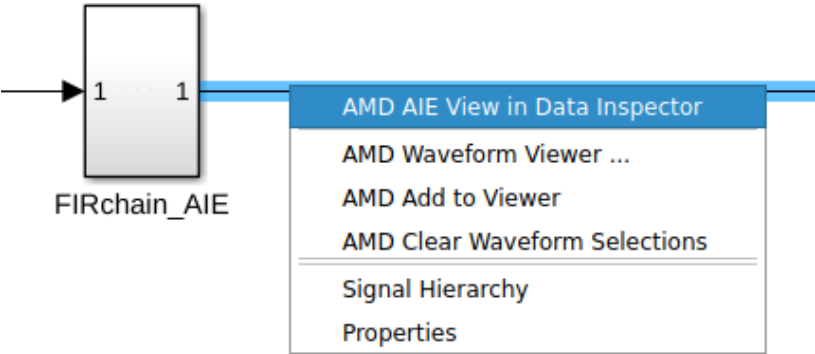 1 1
FIRchain_AIE
AMD AIE View in Data Inspector
AMD Waveform Viewer ...
AMD Add to Viewer
AMD Clear Waveform Selections
Signal Hierarchy
Properties